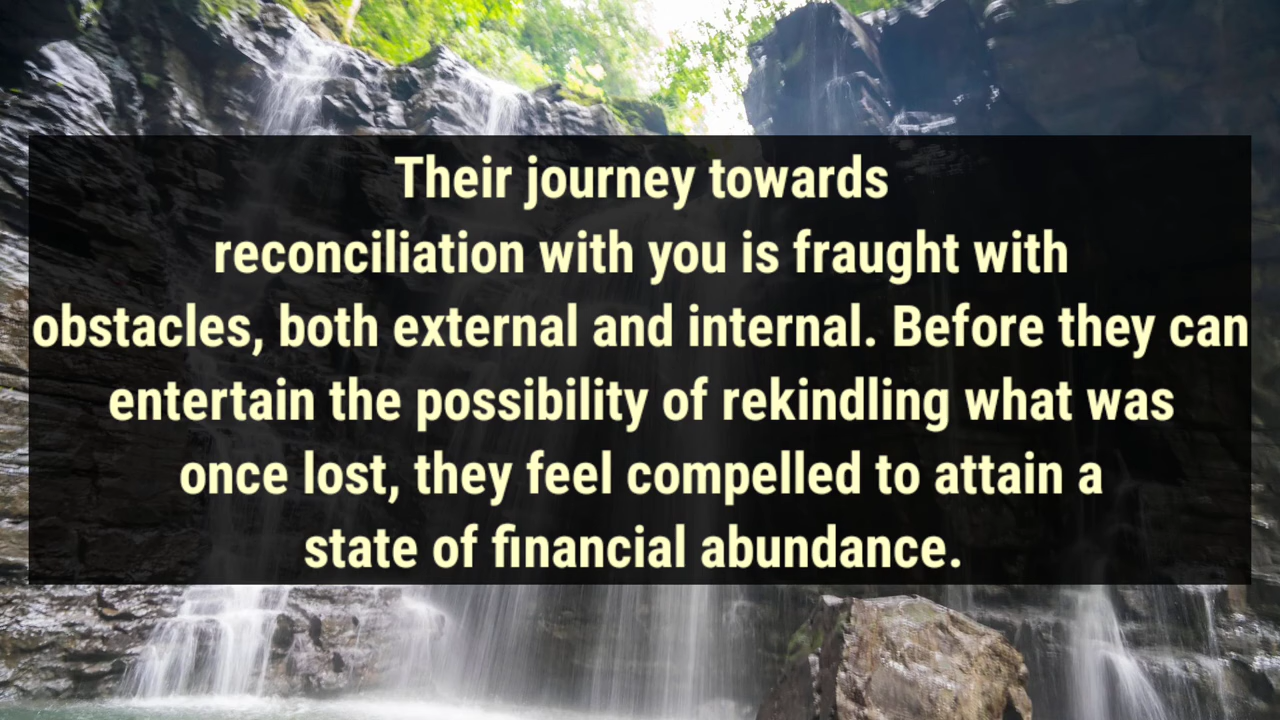 Their journey towards
reconciliation with you is fraught with
obstacles, both external and internal. Before they can
entertain the possibility of rekindling what was
once lost, they feel compelled to attain a
state of financial abundance.